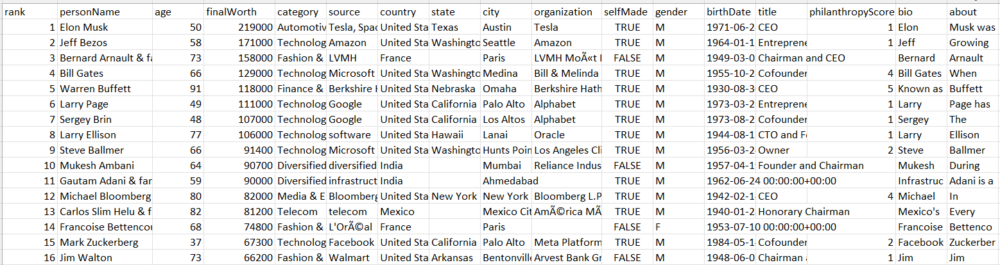 rank personName age finalWorth category source country state city organization selfMade gender birthDate title philanthropyScore bio about
1 Elon Musk 50 219000 Automotiv Tesla, Spac United Sta Texas Austin Tesla TRUE M 1971-06-2 CEO 1 Elon Musk was
2 Jeff Bezos 58 171000 Technolog Amazon United Sta Washingto Seattle Amazon TRUE M 1964-01-1 Entreprene 1 Jeff Growing
3 Bernard Arnault & fa 73 158000 Fashion & LVMH France Paris LVMH MoÃ«t FALSE M 1949-03-0 Chairman and CEO Bernard Arnault
4 Bill Gates 66 129000 Technolog Microsoft United Sta Washingto Medina Bill & Melinda TRUE M 1955-10-2 Cofounder 4 Bill Gates When
5 Warren Buffett 91 118000 Finance & Berkshire H United Sta Nebraska Omaha Berkshire Hath TRUE M 1930-08-3 CEO 5 Known as Buffett
6 Larry Page 49 111000 Technolog Google United Sta California Palo Alto Alphabet TRUE M 1973-03-2 Entreprene 1 Larry Page has
7 Sergey Brin 48 107000 Technolog Google United Sta California Los Altos Alphabet TRUE M 1973-08-2 Cofounder 1 Sergey The
8 Larry Ellison 77 106000 Technolog software United Sta Hawaii Lanai Oracle TRUE M 1944-08-1 CTO and Fo 1 Larry Ellison
9 Steve Ballmer 66 91400 Technolog Microsoft United Sta Washingto Hunts Poin Los Angeles Cli TRUE M 1956-03-2 Owner 2 Steve Ballmer
10 Mukesh Ambani 64 90700 Diversified diversified India Mumbai Reliance Indus FALSE M 1957-04-1 Founder and Chairman Mukesh During
11 Gautam Adani & fam 59 90000 Diversified infrastruct India Ahmedabad TRUE M 1962-06-24 00:00:00+00:00 Infrastruc Adani is a
12 Michael Bloomberg 80 82000 Media & E Bloomberg United Sta New York New York Bloomberg L.P TRUE M 1942-02-1 CEO 4 Michael In
13 Carlos Slim Helu & f 82 81200 Telecom telecom Mexico Mexico Cit AmÃ©rica MÃ TRUE M 1940-01-2 Honorary Chairman Mexico's Every
14 Francoise Bettencou 68 74800 Fashion & L'OrÃ©al France Paris FALSE F 1953-07-10 00:00:00+00:00 Francoise Bettenco
15 Mark Zuckerberg 37 67300 Technolog Facebook United Sta California Palo Alto Meta Platform TRUE M 1984-05-1 Cofounder 2 Facebook Zuckerber
16 Jim Walton 73 66200 Fashion & Walmart United Sta Arkansas Bentonville Arvest Bank Gr FALSE M 1948-06-0 Chairman 1 Jim Jim